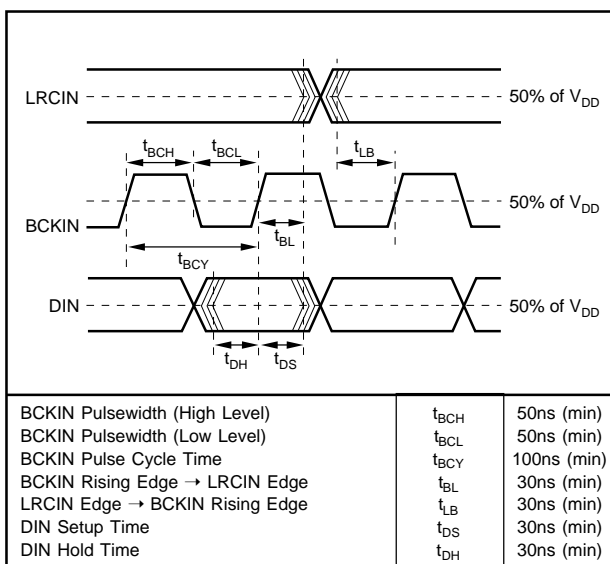 LRCIN
50% of VDD
tBCH
tBCL
tLB
BCKIN
50% of VDD
tBL
tBCY
DIN
50% of VDD
tDH
tDS
BCKIN Pulsewidth (High Level) tBCH 50ns (min)
BCKIN Pulsewidth (Low Level) tBCL 50ns (min)
BCKIN Pulse Cycle Time tBCY 100ns (min)
BCKIN Rising Edge → LRCIN Edge tBL 30ns (min)
LRCIN Edge → BCKIN Rising Edge tLB 30ns (min)
DIN Setup Time tDS 30ns (min)
DIN Hold Time tDH 30ns (min)